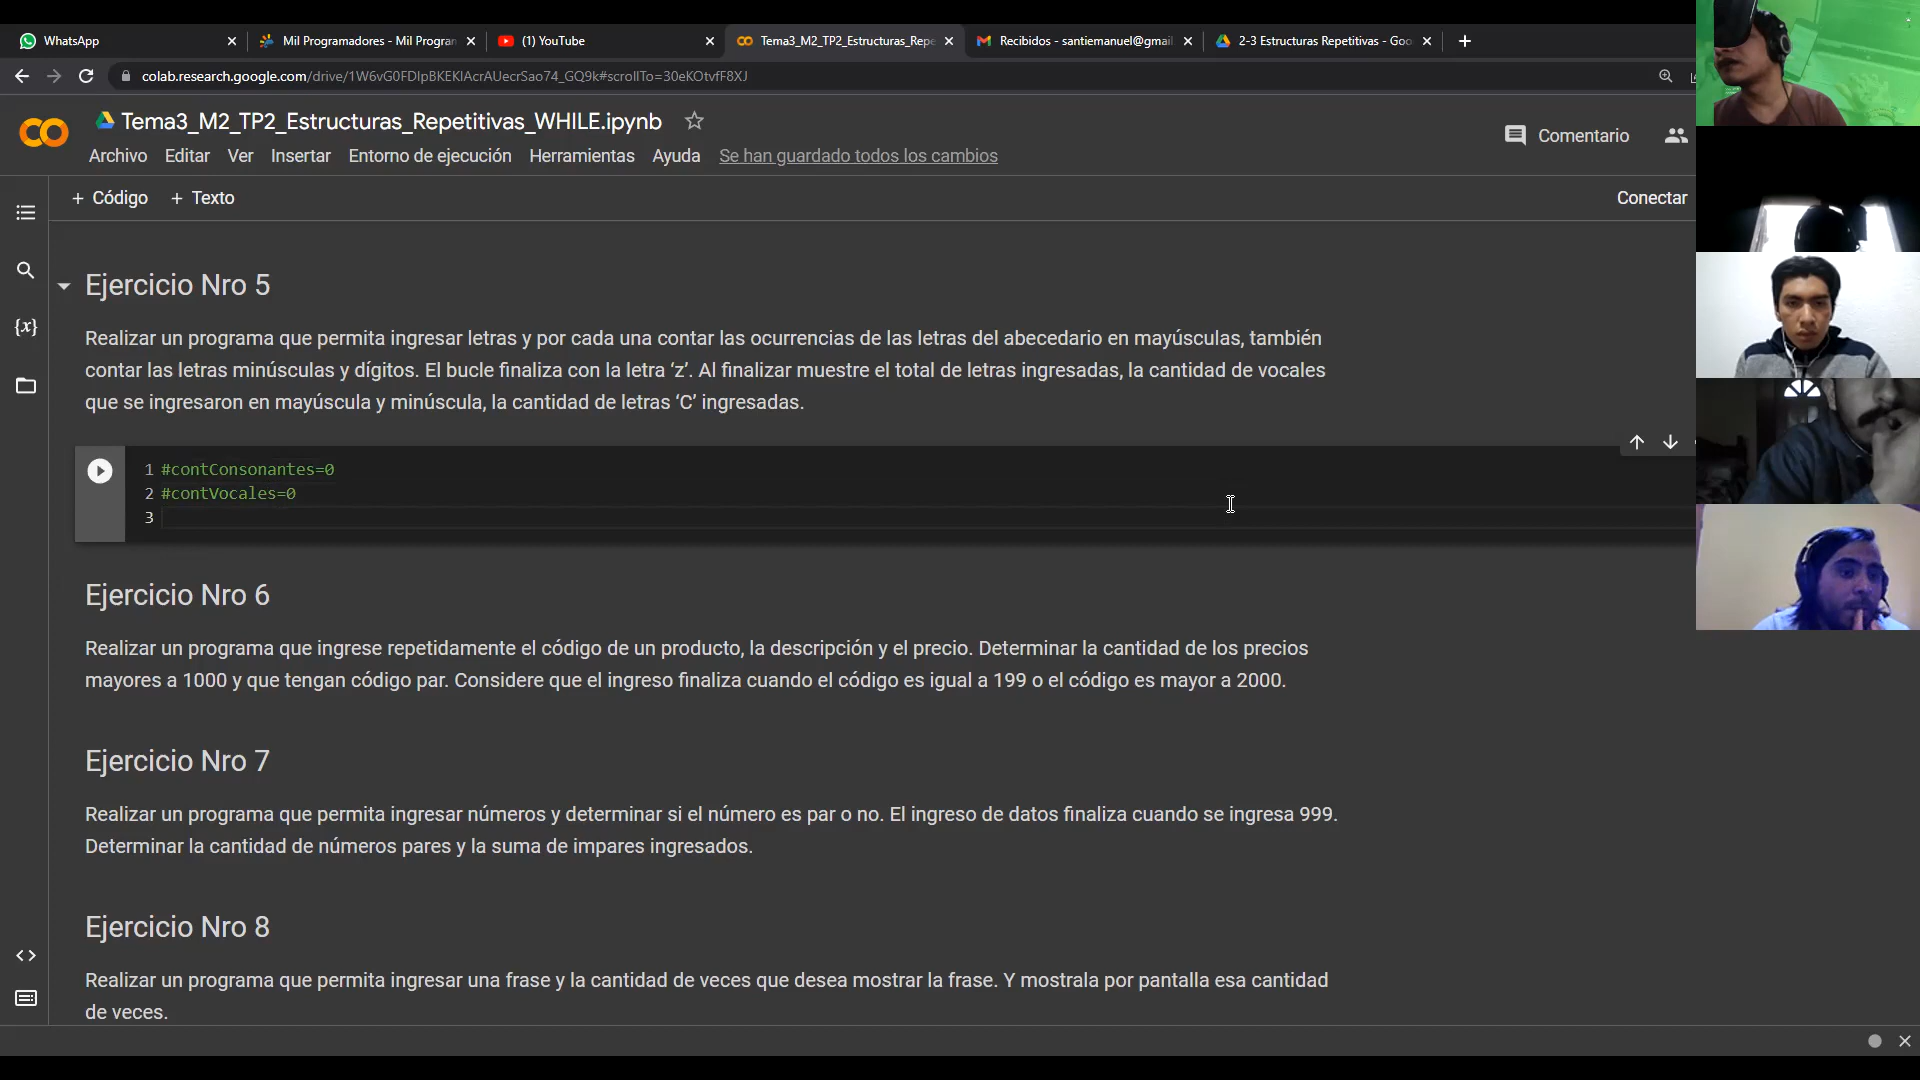 WhatsApp
Mil Programadores - Mil Program
(1) YouTube
Tema3_M2_TP2_Estructuras_Repe
Recibidos - santiemanuel@gmail
2-3 Estructuras Repetitivas - Goo
colab.research.google.com/drive/1W6vG0FDlpBKEKlAcrAUecrSao74_GQ9k#scrollTo=30eKOtvfF8XJ
Tema3_M2_TP2_Estructuras_Repetitivas_WHILE.ipynb
Comentario
Archivo Editar Ver Insertar Entorno de ejecución Herramientas Ayuda Se han guardado todos los cambios
+ Código + Texto
Conectar
Ejercicio Nro 5
Realizar un programa que permita ingresar letras y por cada una contar las ocurrencias de las letras del abecedario en mayúsculas, también
contar las letras minúsculas y dígitos. El bucle finaliza con la letra ‘z’. Al finalizar muestre el total de letras ingresadas, la cantidad de vocales
que se ingresaron en mayúscula y minúscula, la cantidad de letras ‘C’ ingresadas.
1 #contConsonantes=0
2 #contVocales=0
3
Ejercicio Nro 6
Realizar un programa que ingrese repetidamente el código de un producto, la descripción y el precio. Determinar la cantidad de los precios
mayores a 1000 y que tengan código par. Considere que el ingreso finaliza cuando el código es igual a 199 o el código es mayor a 2000.
Ejercicio Nro 7
Realizar un programa que permita ingresar números y determinar si el número es par o no. El ingreso de datos finaliza cuando se ingresa 999.
Determinar la cantidad de números pares y la suma de impares ingresados.
Ejercicio Nro 8
Realizar un programa que permita ingresar una frase y la cantidad de veces que desea mostrar la frase. Y mostrala por pantalla esa cantidad
de veces.